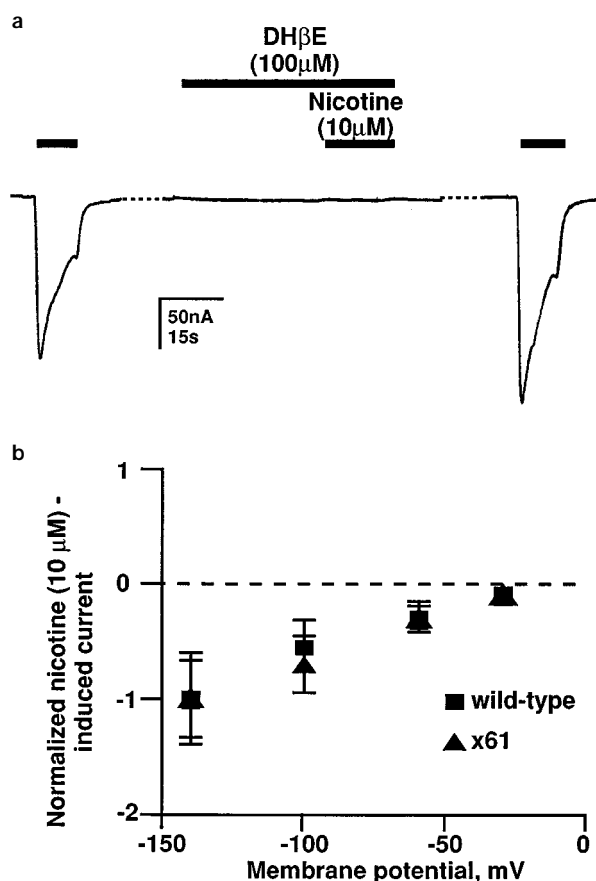 a
DHβE
(100μM)
Nicotine
(10μM)
50nA
15s
b
Normalized nicotine (10 μM) -
induced current
1
0
-1
-2
wild-type
x61
-150
-100
-50
0
Membrane potential, mV